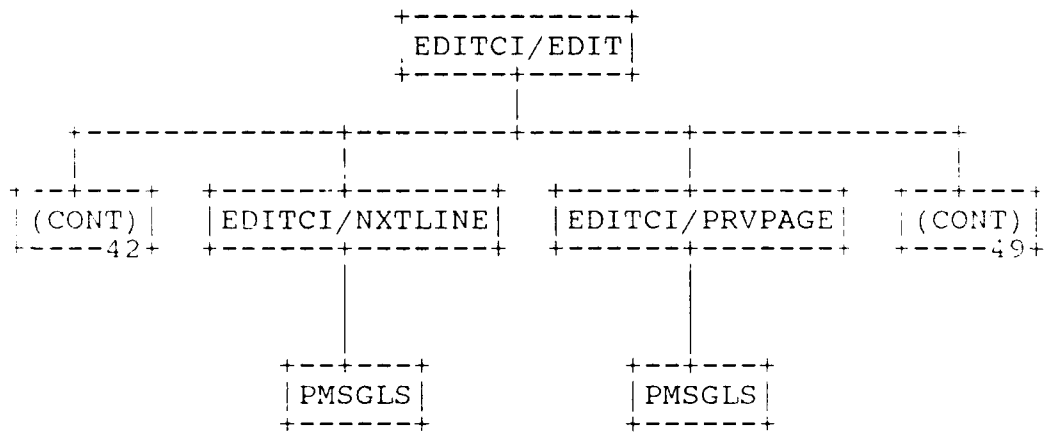 EDITCI/EDIT
(CONT) EDITCI/NXTLINE EDITCI/PRVPAGE (CONT)
42 49
PMSGLS PMSGLS